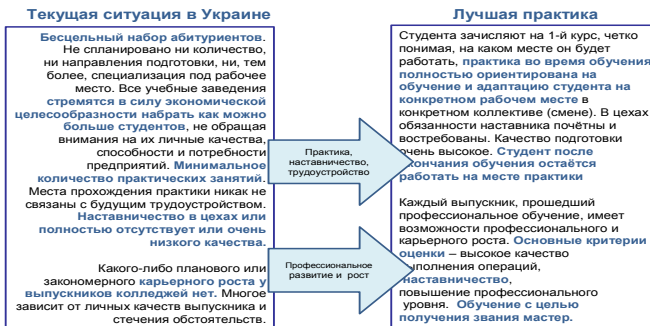 Текущая ситуация в Украине
Бесцельный набор абитуриентов.
Не спланировано ни количество,
ни направления подготовки, ни, тем
более, специализация под рабочее
место. Все учебные заведения
стремятся в силу экономической
целесообразности набрать как можно
больше студентов, не обращая
внимания на их личные качества,
способности и потребности
предприятий. Минимальное
количество практических занятий.
Места прохождения практики никак не
связаны с будущим трудоустройством.
Наставничество в цехах или
полностью отсутствует или очень
низкого качества.
Какого-либо планового или
закономерного карьерного роста у
выпускников колледжей нет. Многое
зависит от личных качеств выпускника и
стечения обстоятельств.
Практика,
наставничество,
трудоустройство
Профессиональное
развитие и рост
Лучшая практика
Студента зачисляют на 1-й курс, четко
понимая, на каком месте он будет
работать, практика во время обучения
полностью ориентирована на
обучение и адаптацию студента на
конкретном рабочем месте в
конкретном коллективе (смене). В цехах
обязанности наставника почётны и
востребованы. Качество подготовки
очень высокое. Студент после
окончания обучения остаётся
работать на месте практики
Каждый выпускник, прошедший
профессиональное обучение, имеет
возможности профессионального и
карьерного роста. Основные критерии
оценки – высокое качество
выполнения операций,
наставничество,
повышение профессионального
уровня. Обучение с целью
получения звания мастер.